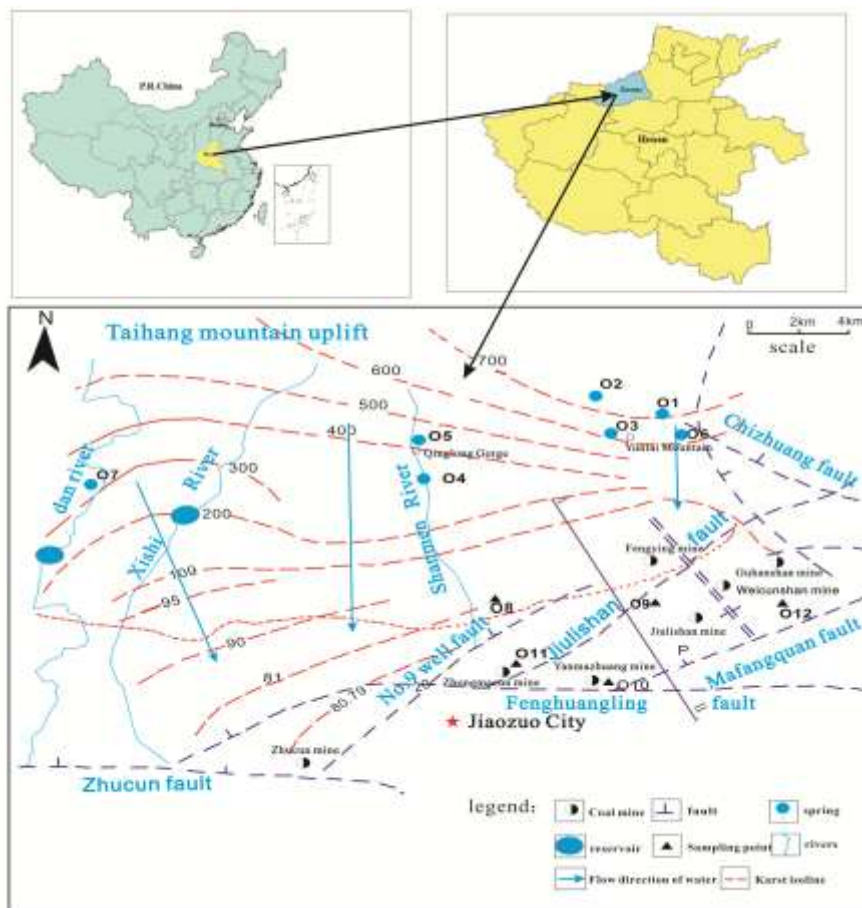 P.R.China
Henan
N
Taihang mountain uplift
0
2km
4km
scale
700
600
500
400
300
200
100
95
90
81
80.79
20
O2
O1
O3
O6
O5
O4
O7
O8
O9
O12
O11
O10
dan river
Xishi
River
Shanmen River
Chizhuang fault
Fengying mine
fault
Guhanshan mine
Weicunshan mine
Jiulishan
Jiulishan mine
No.9 well fault
P
Mafangquan fault
Yanmazhuang mine
Fenghuangling
fault
Jiaozuo City
Zhucun mine
Zhucun fault
legend:
Coal mine
fault
spring
reservoir
Sampling point
rivers
Flow direction of water
Karst